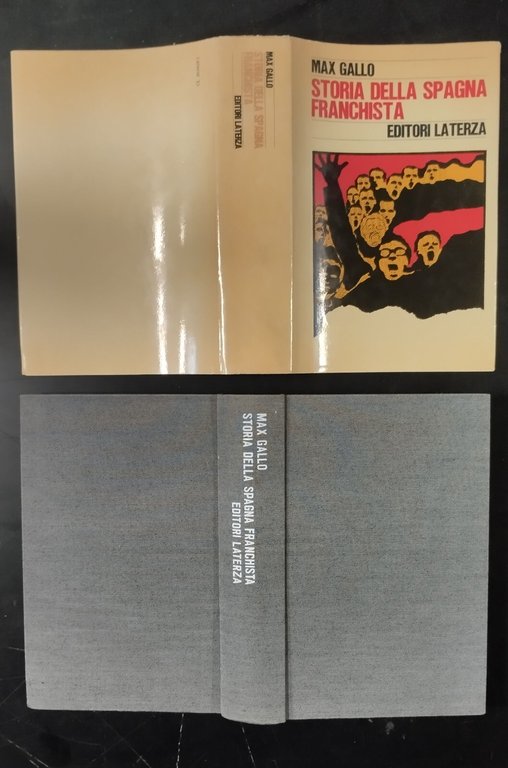 MAX GALLO
STORIA DELLA SPAGNA
FRANCHISTA
EDITORI LATERZA
MAX GALLO
STORIA DELLA SPAGNA
FRANCHISTA
EDITORI LATERZA
MAX GALLO
STORIA DELLA SPAGNA FRANCHISTA
EDITORI LATERZA